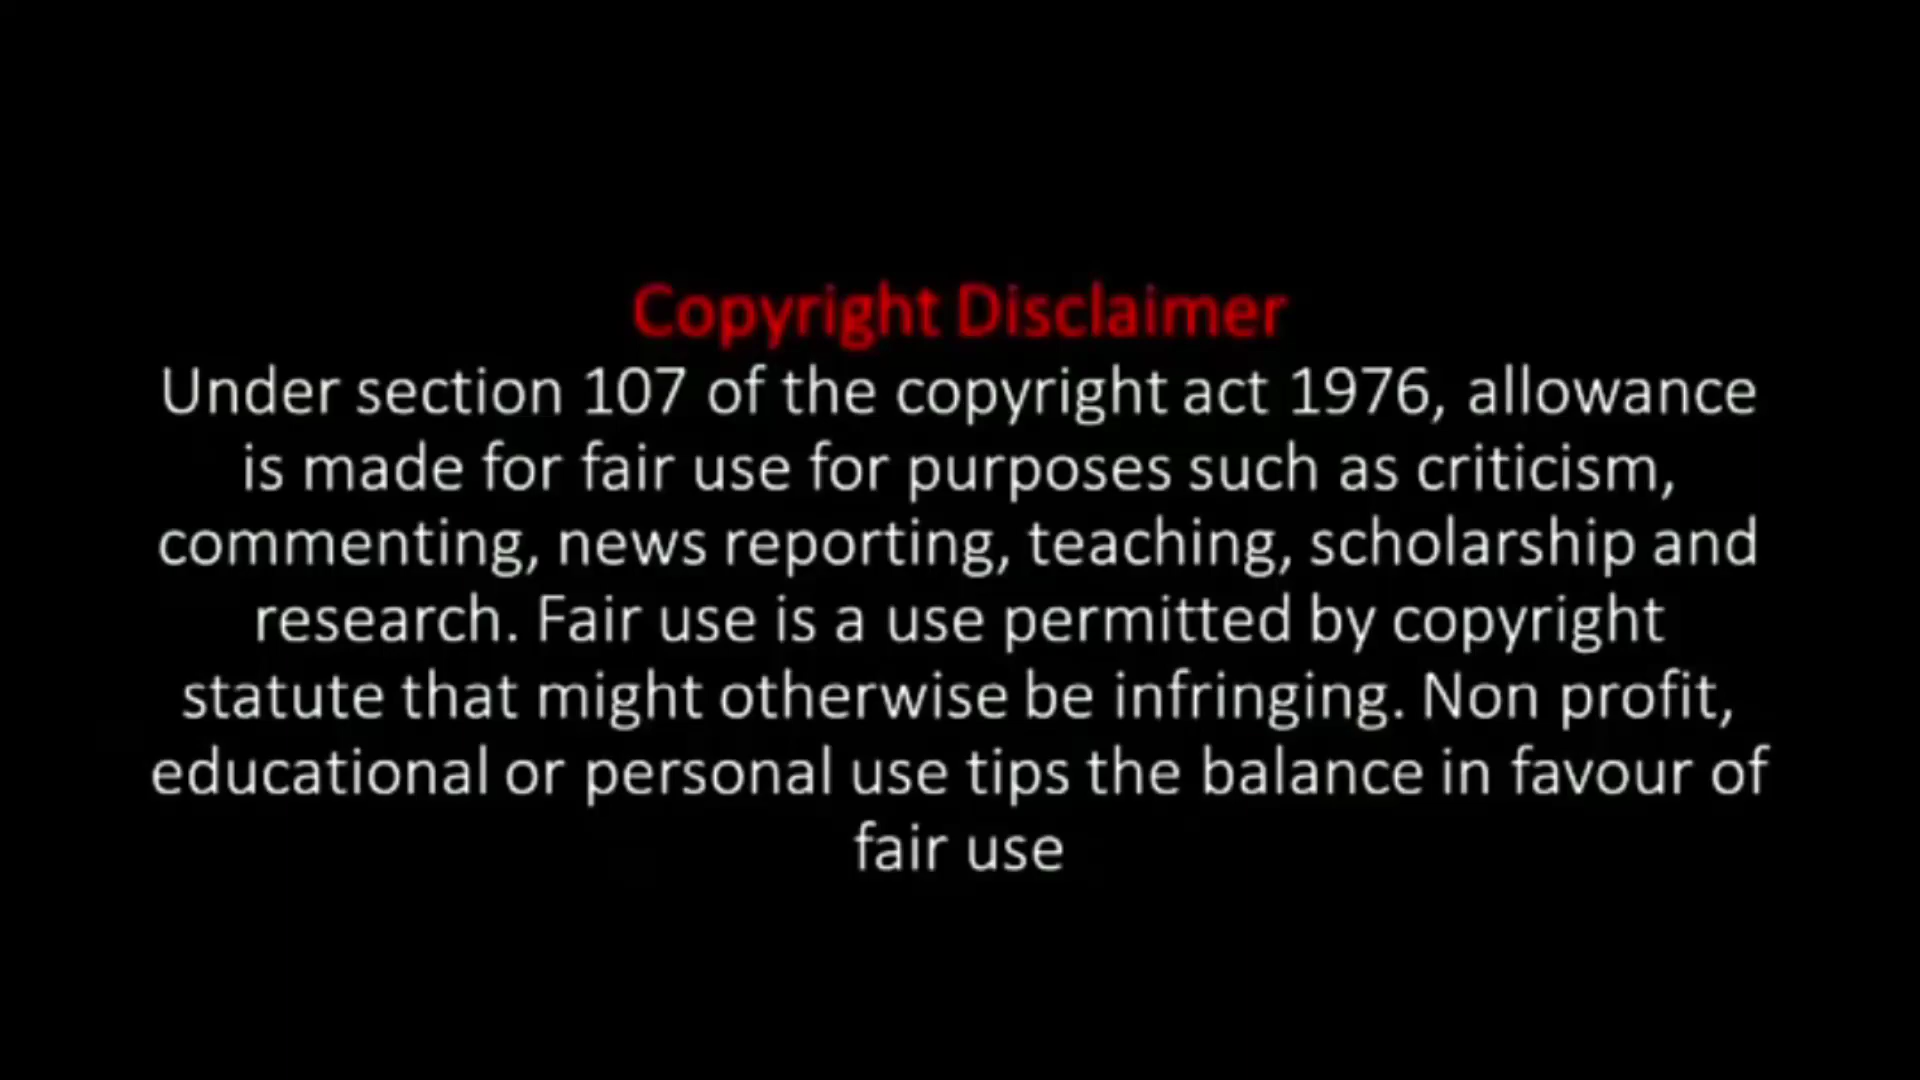 Copyright Disclaimer
Under section 107 of the copyright act 1976, allowance
is made for fair use for purposes such as criticism,
commenting, news reporting, teaching, scholarship and
research. Fair use is a use permitted by copyright
statute that might otherwise be infringing. Non profit,
educational or personal use tips the balance in favour of
fair use